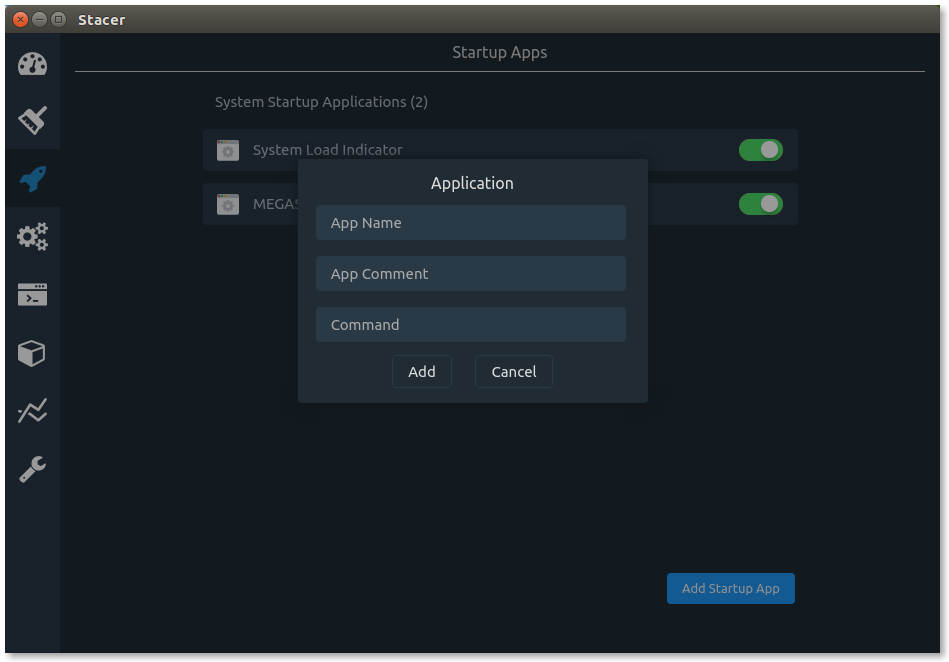 Stacer
Startup Apps
System Startup Applications (2)
System Load Indicator
MEGAS
Application
App Name
App Comment
Command
Add
Cancel
Add Startup App